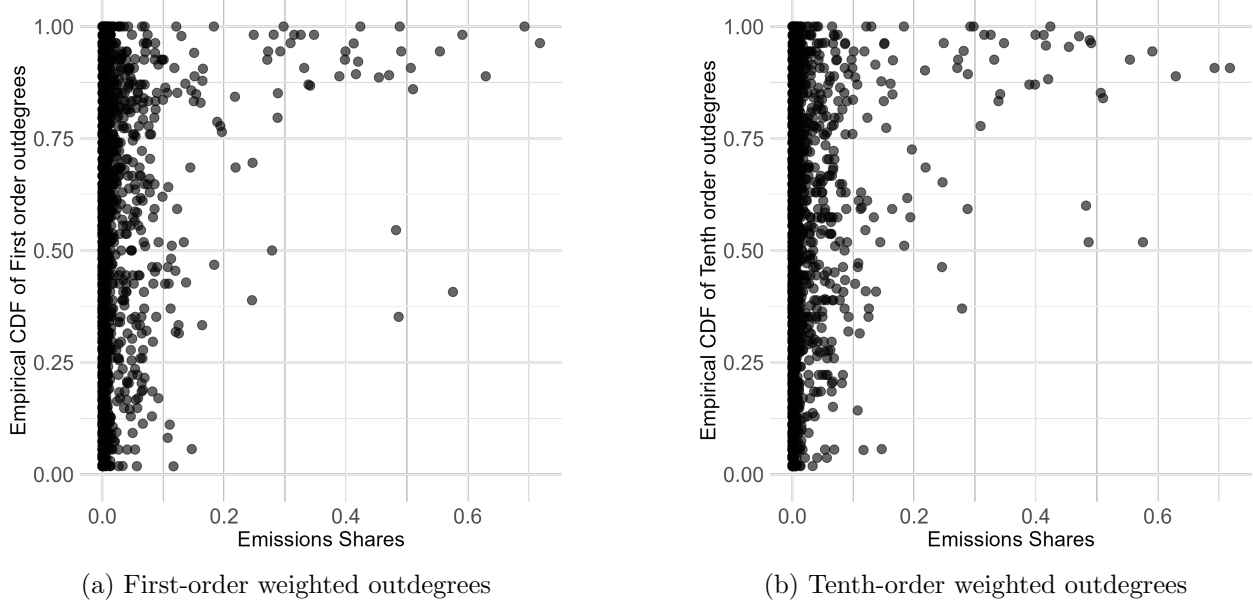 Empirical CDF of First order outdegrees
1.00
0.75
0.50
0.25
0.00
0.0 0.2 0.4 0.6
Emissions Shares
(a) First-order weighted outdegrees
Empirical CDF of Tenth order outdegrees
1.00
0.75
0.50
0.25
0.00
0.0 0.2 0.4 0.6
Emissions Shares
(b) Tenth-order weighted outdegrees